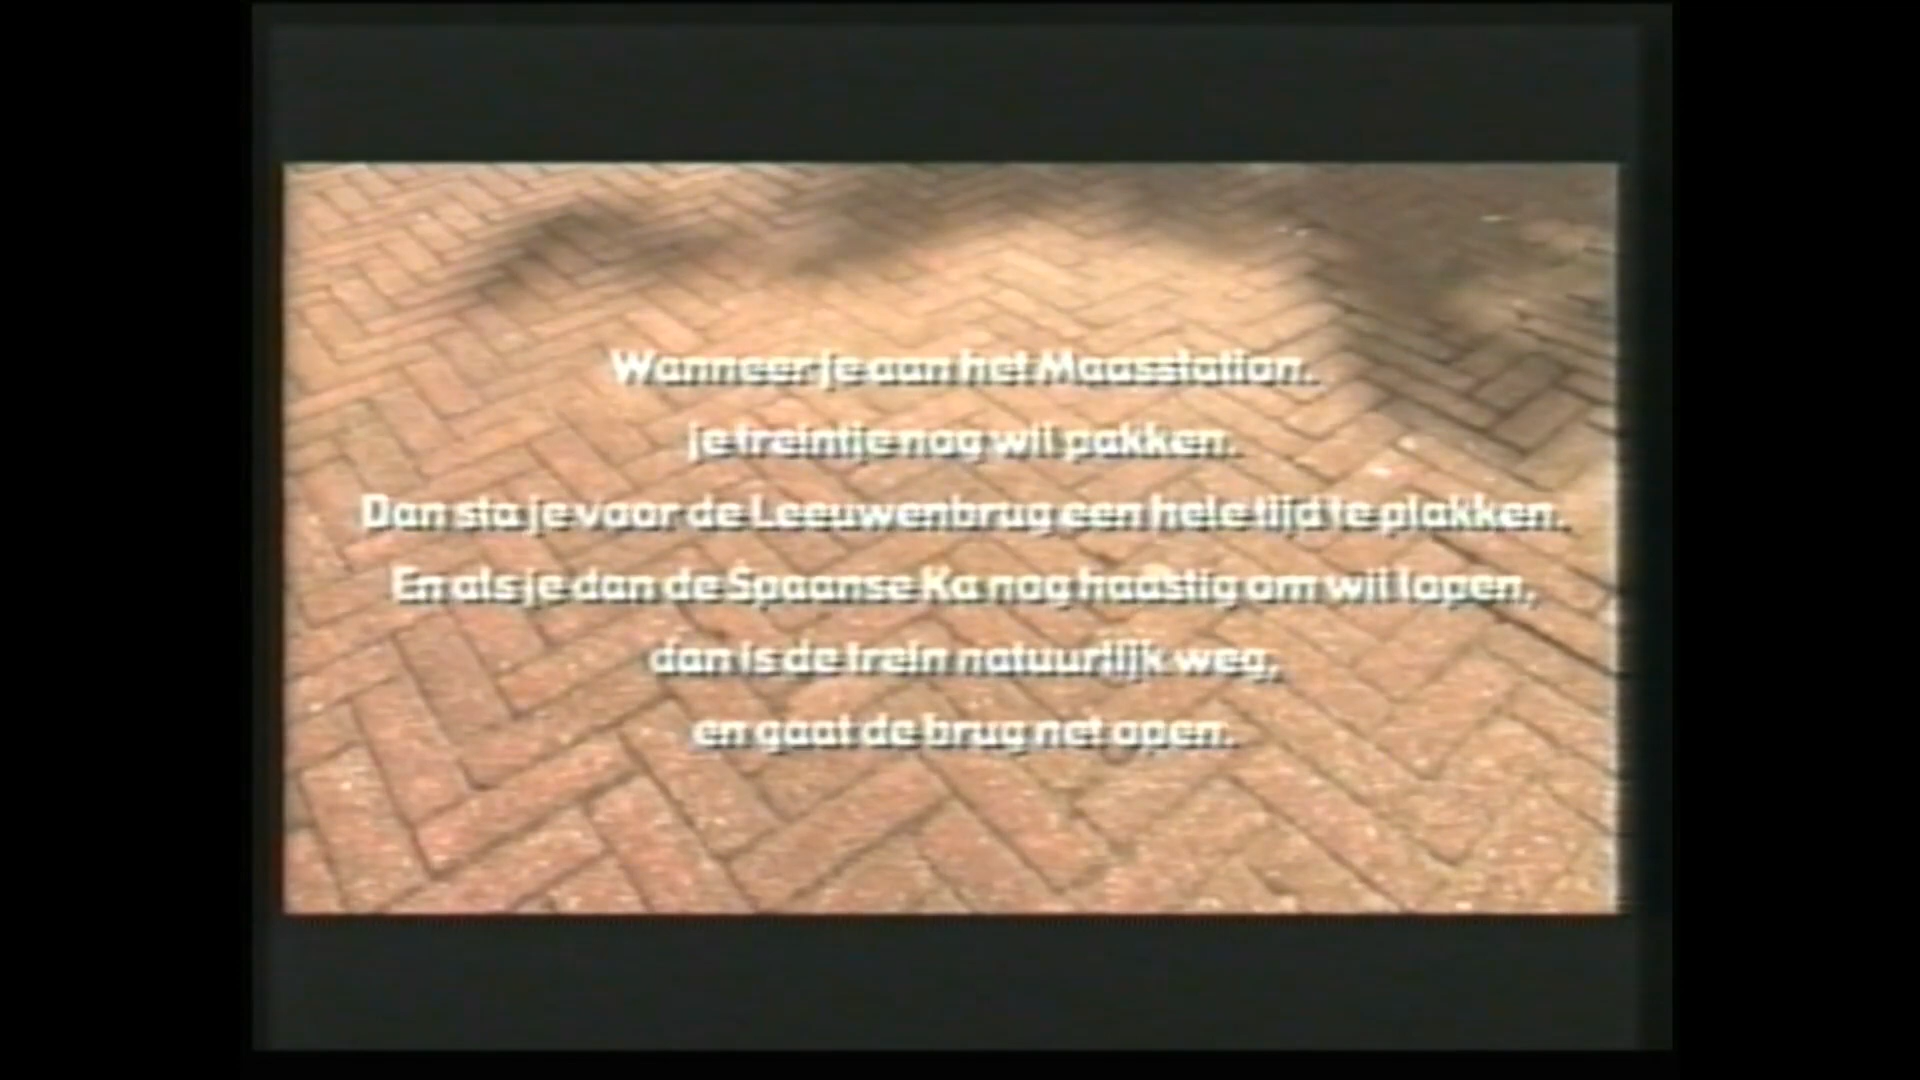 Wanneer je aan het Maasstation.
je treintje nog wil pakken.
Dan sta je voor de Leeuwenbrug een hele tijd te plakken.
En als je dan de Spaanse Ka nog haastig om wil lopen,
dan is de trein natuurlijk weg,
en gaat de brug net open.